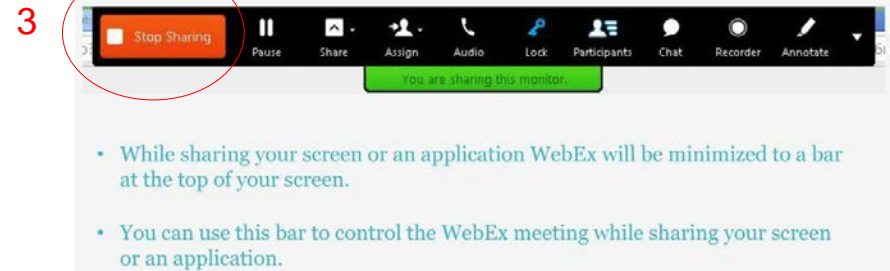 3
Stop Sharing Pause Share Assign Audio Lock Participants Chat Recorder Annotate
You are sharing this monitor.
• While sharing your screen or an application WebEx will be minimized to a bar
at the top of your screen.
• You can use this bar to control the WebEx meeting while sharing your screen
or an application.